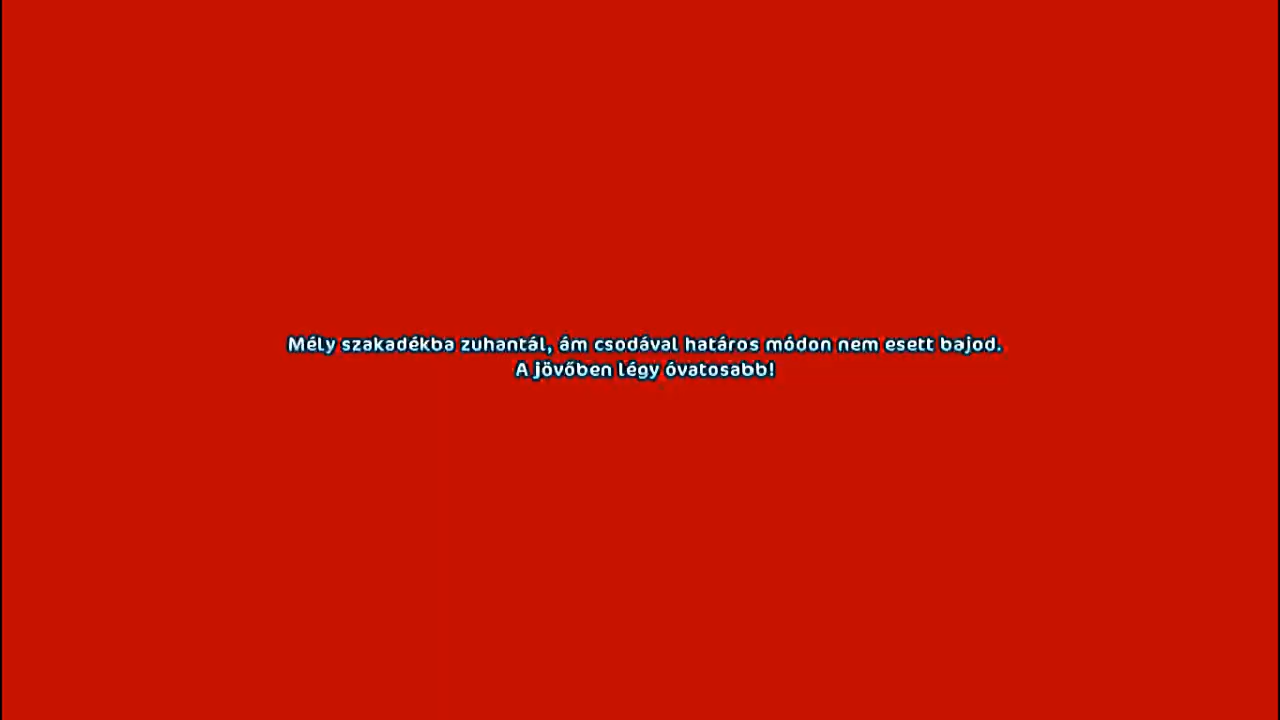 Mély szakadékba zuhantál, ám csodával határos módon nem esett bajod.
A jövőben légy óvatosabb!